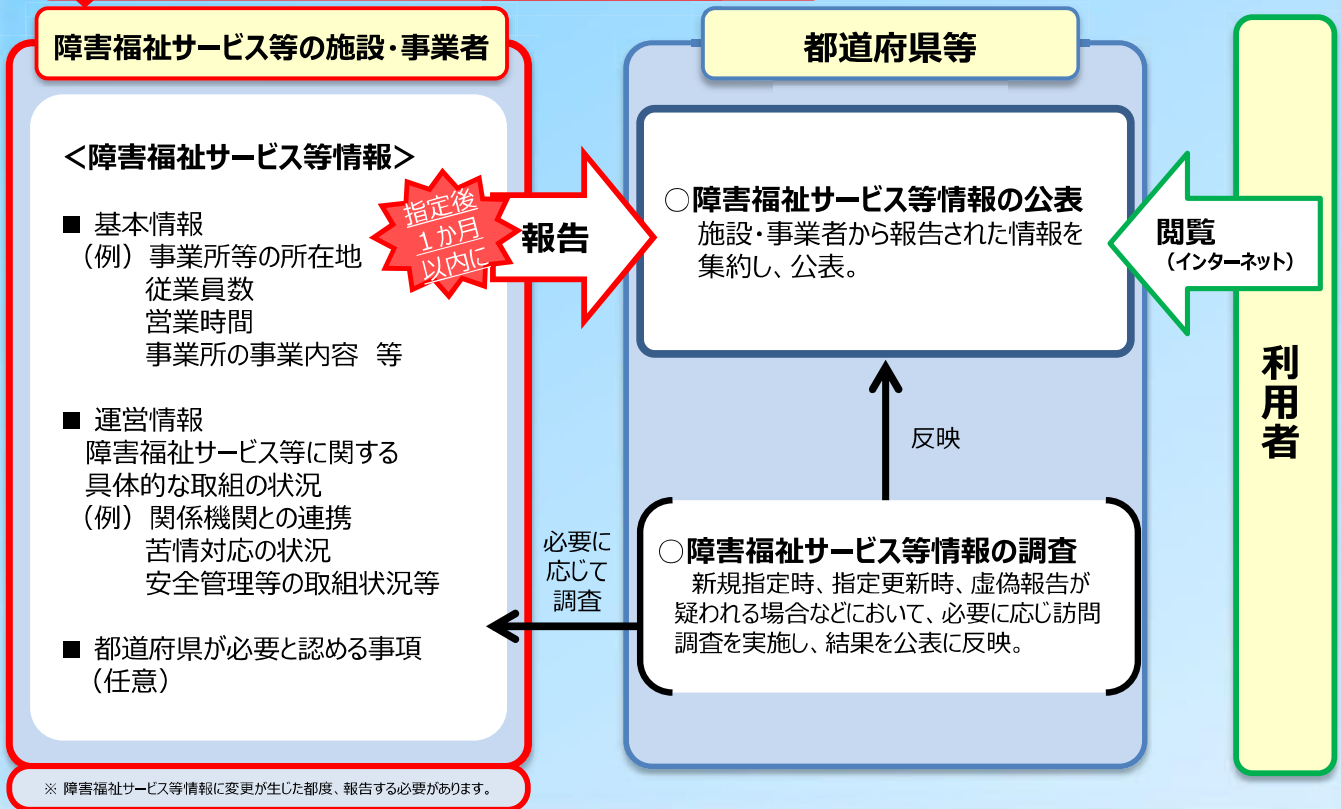 障害福祉サービス等の施設・事業者
＜障害福祉サービス等情報＞
■ 基本情報
（例）事業所等の所在地
従業員数
営業時間
事業所の事業内容 等
■ 運営情報
障害福祉サービス等に関する
具体的な取組の状況
（例）関係機関との連携
苦情対応の状況
安全管理等の取組状況等
■ 都道府県が必要と認める事項
（任意）
※ 障害福祉サービス等情報に変更が生じた都度、報告する必要があります。
指定後
１か月
以内に
報告
必要に
応じて
調査
都道府県等
○障害福祉サービス等情報の公表
施設・事業者から報告された情報を
集約し、公表。
反映
○障害福祉サービス等情報の調査
新規指定時、指定更新時、虚偽報告が
疑われる場合などにおいて、必要に応じ訪問
調査を実施し、結果を公表に反映。
閲覧
（インターネット）
利用者